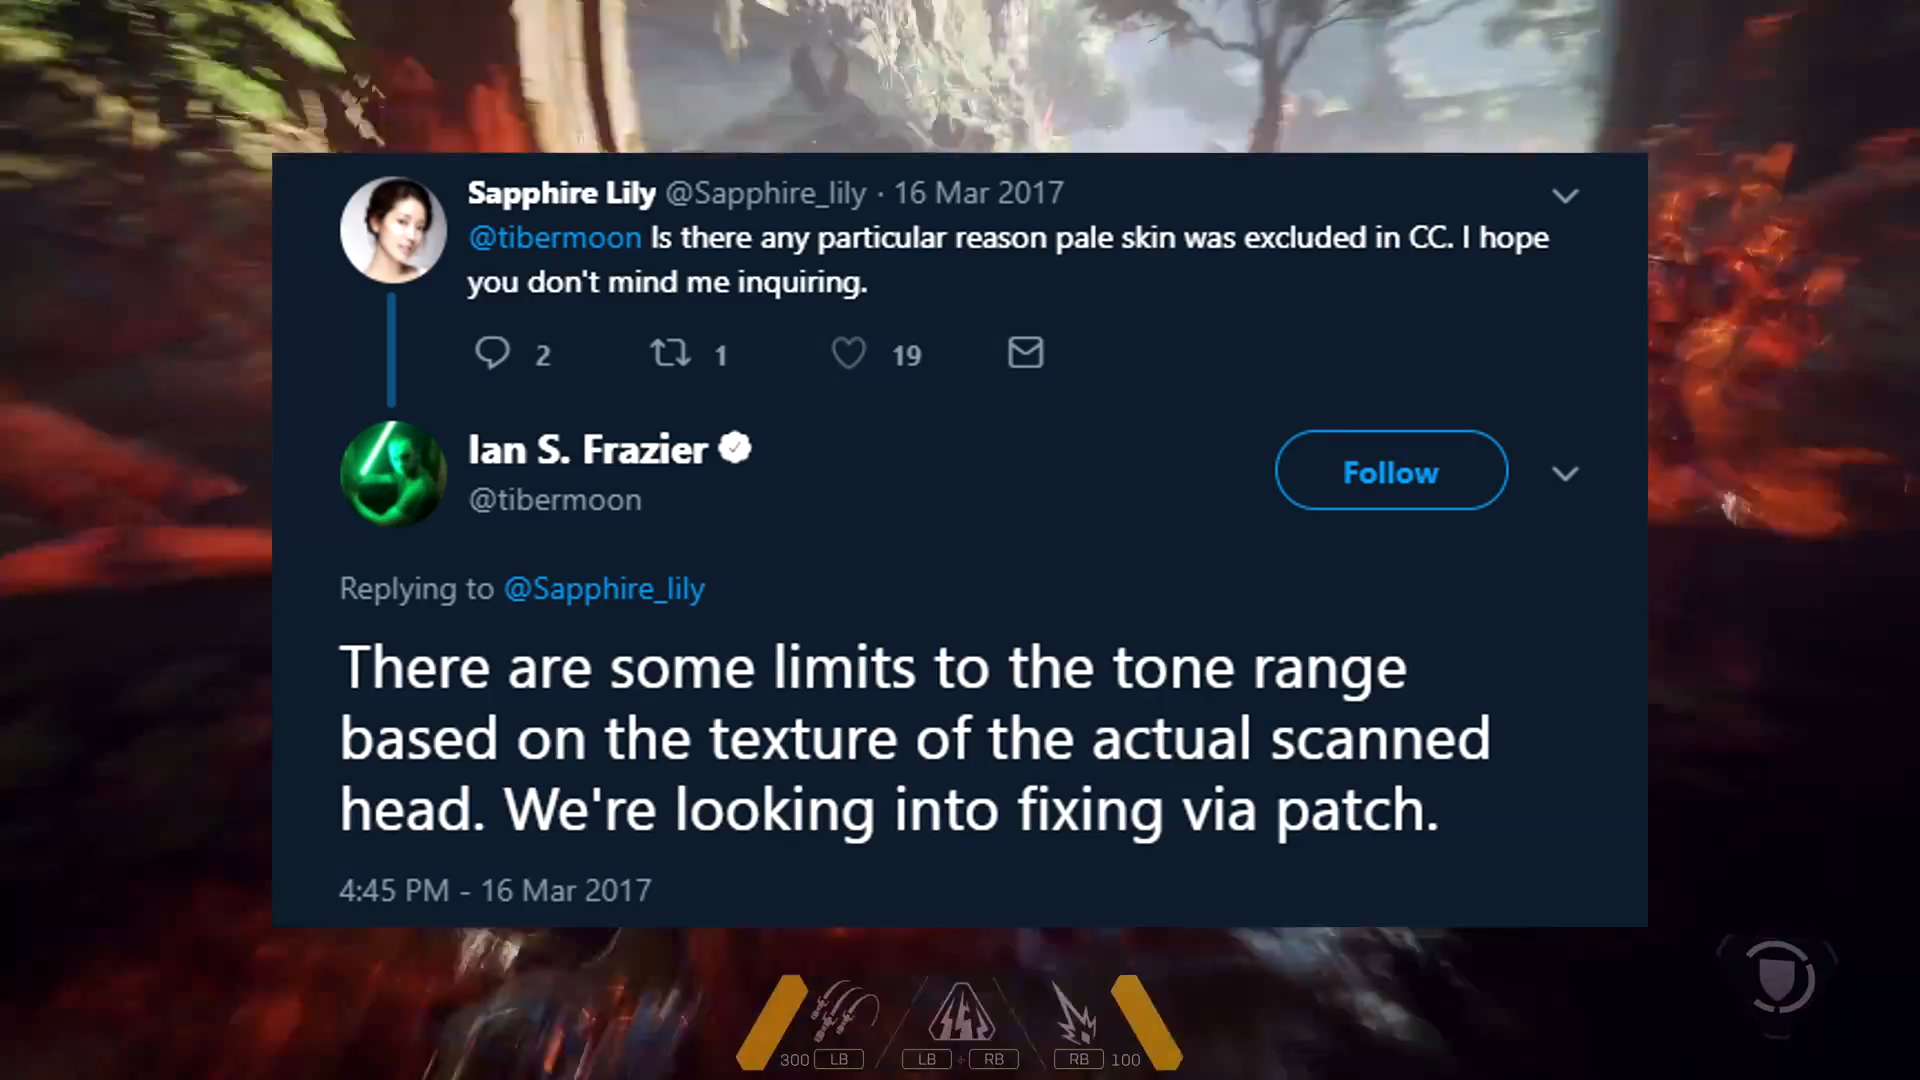 Sapphire Lily @Sapphire_lily · 16 Mar 2017
@tibermoon Is there any particular reason pale skin was excluded in CC. I hope
you don't mind me inquiring.
2 1 19
Ian S. Frazier
@tibermoon
Follow
Replying to @Sapphire_lily
There are some limits to the tone range
based on the texture of the actual scanned
head. We're looking into fixing via patch.
4:45 PM - 16 Mar 2017
300 LB LB + RB RB 100